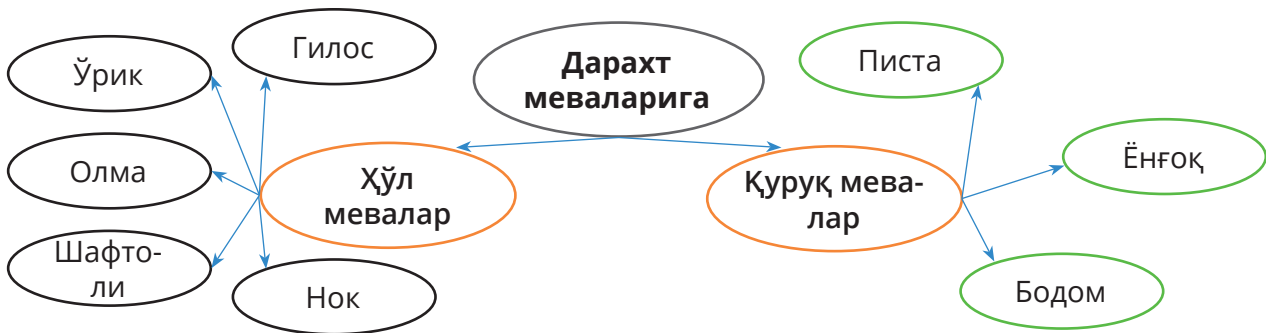 Дарахт
меваларига
Ҳўл
мевалар
Гилос
Ўрик
Олма
Шафто-
ли
Нок
Қуруқ мева-
лар
Писта
Ёнғоқ
Бодом